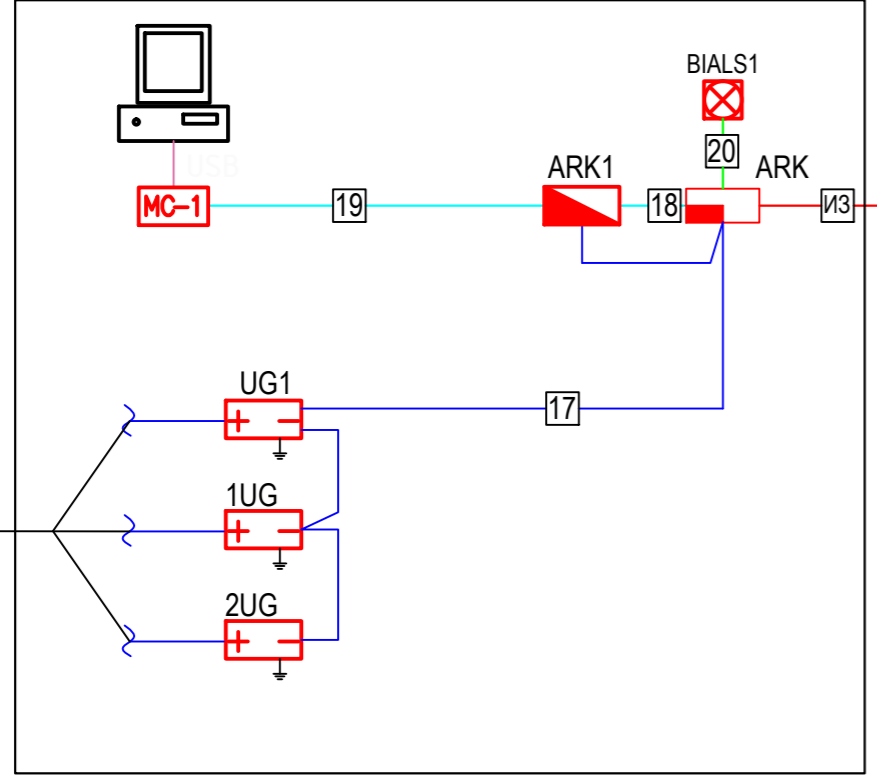 BIALS1
20
ARK1
ARK
USB
MC-1
19
18
ИЗ
UG1
+ −
17
1UG
+ −
2UG
+ −